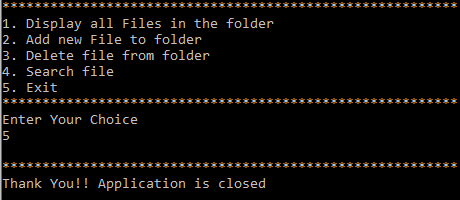 *********************************************************
1. Display all Files in the folder
2. Add new File to folder
3. Delete file from folder
4. Search file
5. Exit
*********************************************************
Enter Your Choice
5
*********************************************************
Thank You!! Application is closed